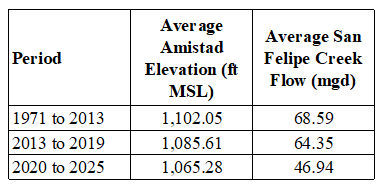 Period
Average
Amistad
Elevation (ft
MSL)
Average San
Felipe Creek
Flow (mgd)
1971 to 2013 1,102.05 68.59
2013 to 2019 1,085.61 64.35
2020 to 2025 1,065.28 46.94